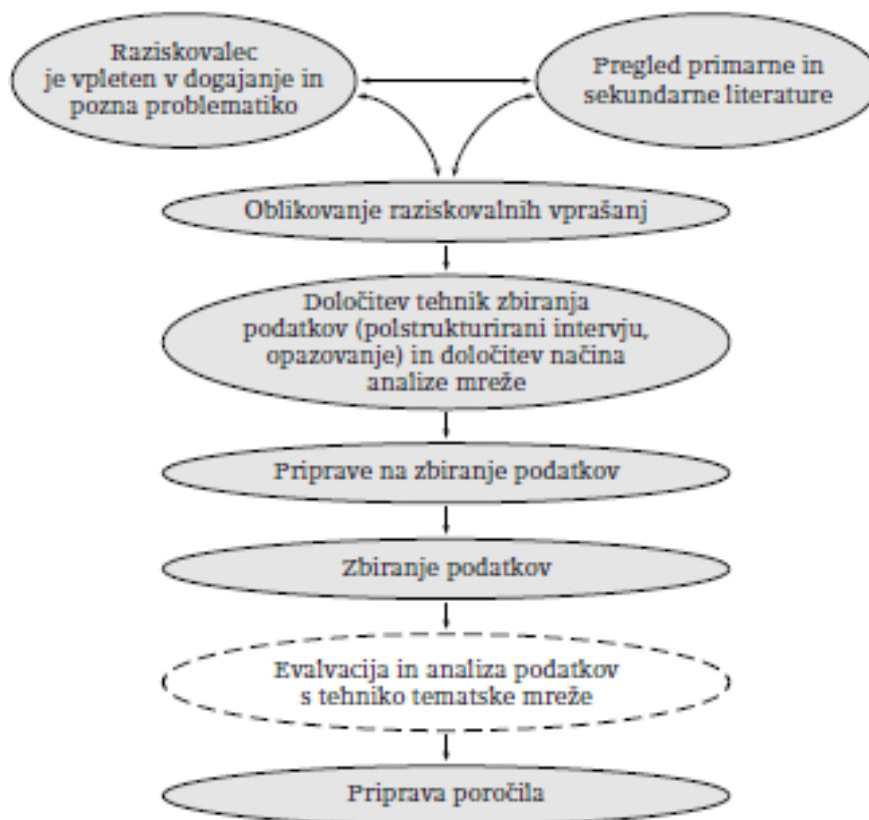 Raziskovalec
je vpleten v dogajanje in
pozna problematiko
Pregled primarne in
sekundarne literature
Oblikovanje raziskovalnih vprašanj
Določitev tehnik zbiranja
podatkov (polstrukturirani intervju,
opazovanje) in določitev načina
analize mreže
Priprave na zbiranje podatkov
Zbiranje podatkov
Evalvacija in analiza podatkov
s tehniko tematske mreže
Priprava poročila